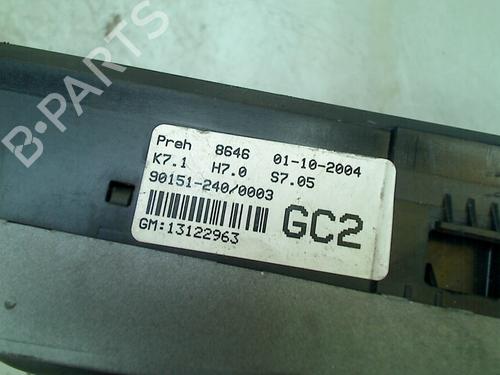 B-PARTS
Preh 8646 01-10-2004
K7.1 H7.0 S7.05
90151-240/0003
GC2
GM:13122963